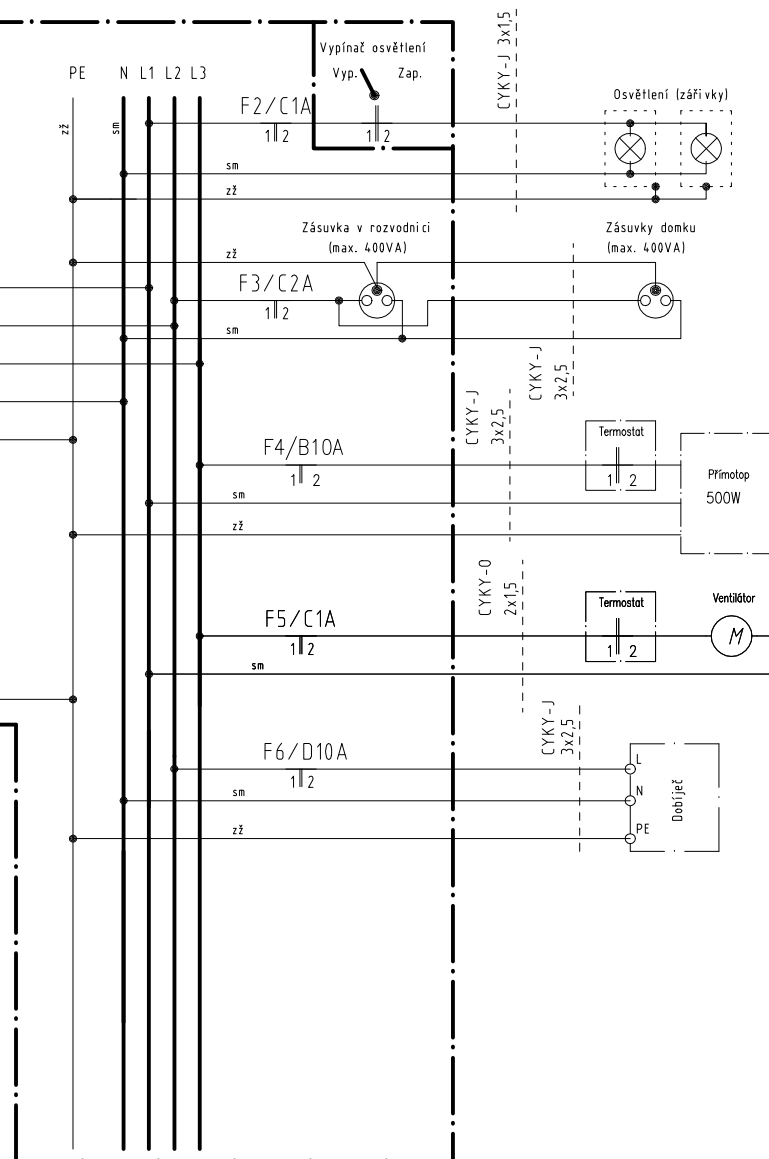 Vypínač osvětlení
PE N L1 L2 L3
Vyp. Zap.
CYKY-J 3x1,5
Osvětlení (zářivky)
F2/C1A
1 2
1 2
zž
sm
sm
zž
Zásuvka v rozvodnici
(max. 400VA)
Zásuvky domku
(max. 400VA)
zž
F3/C2A
1 2
sm
CYKY-J
3x2,5
CYKY-J
3x2,5
F4/B10A
1 2
Termostat
1 2
Přímotop
500W
sm
zž
CYKY-O
2x1,5
F5/C1A
1 2
Termostat
1 2
Ventilátor
M
sm
CYKY-J
3x2,5
F6/D10A
1 2
L
sm
N
Dobíječ
zž
PE